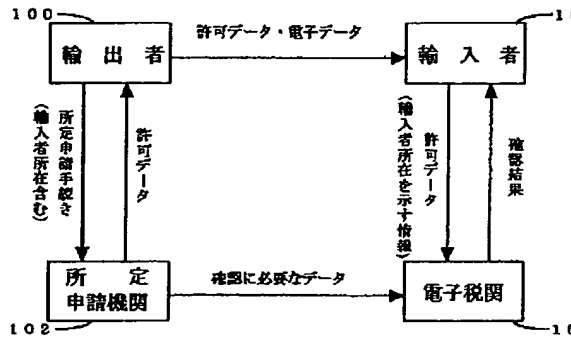 100
輸出者
許可データ・電子データ
輸入者
所定申請手続き
(輸入者所在含む)
許可データ
許可データ
(輸入者所在を示す情報)
確認結果
所定
申請機関
確認に必要なデータ
電子税関
102